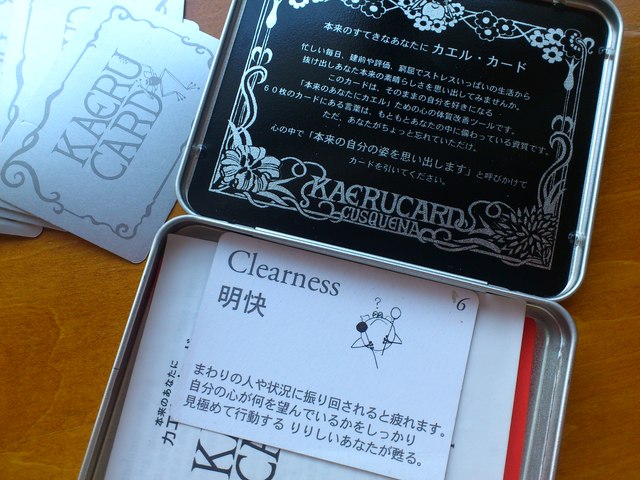 KAERU
CARD
本来のすてきなあなたに カエル・カード
忙しい毎日、建前や評価、窮屈でストレスいっぱいの生活から
抜け出しあなた本来の素晴らしさを思い出してみませんか。
このカードは、そのままの自分を好きになる
「本来のあなたにカエル」ための心の体質改善ツールです。
60枚のカードにある言葉は、もともとあなたの中に備わっている資質です。
ただ、あなたがちょっと忘れていただけ。
心の中で「本来の自分の姿を思い出します」と呼びかけて
カードを引いてください。
KAERUCARD
CUSQUENA
Clearness
6
明快
?
まわりの人や状況に振り回されると疲れます。
自分の心が何を望んでいるかをしっかり
見極めて行動する りりしいあなたが甦る。
本来のあなたに
カエ